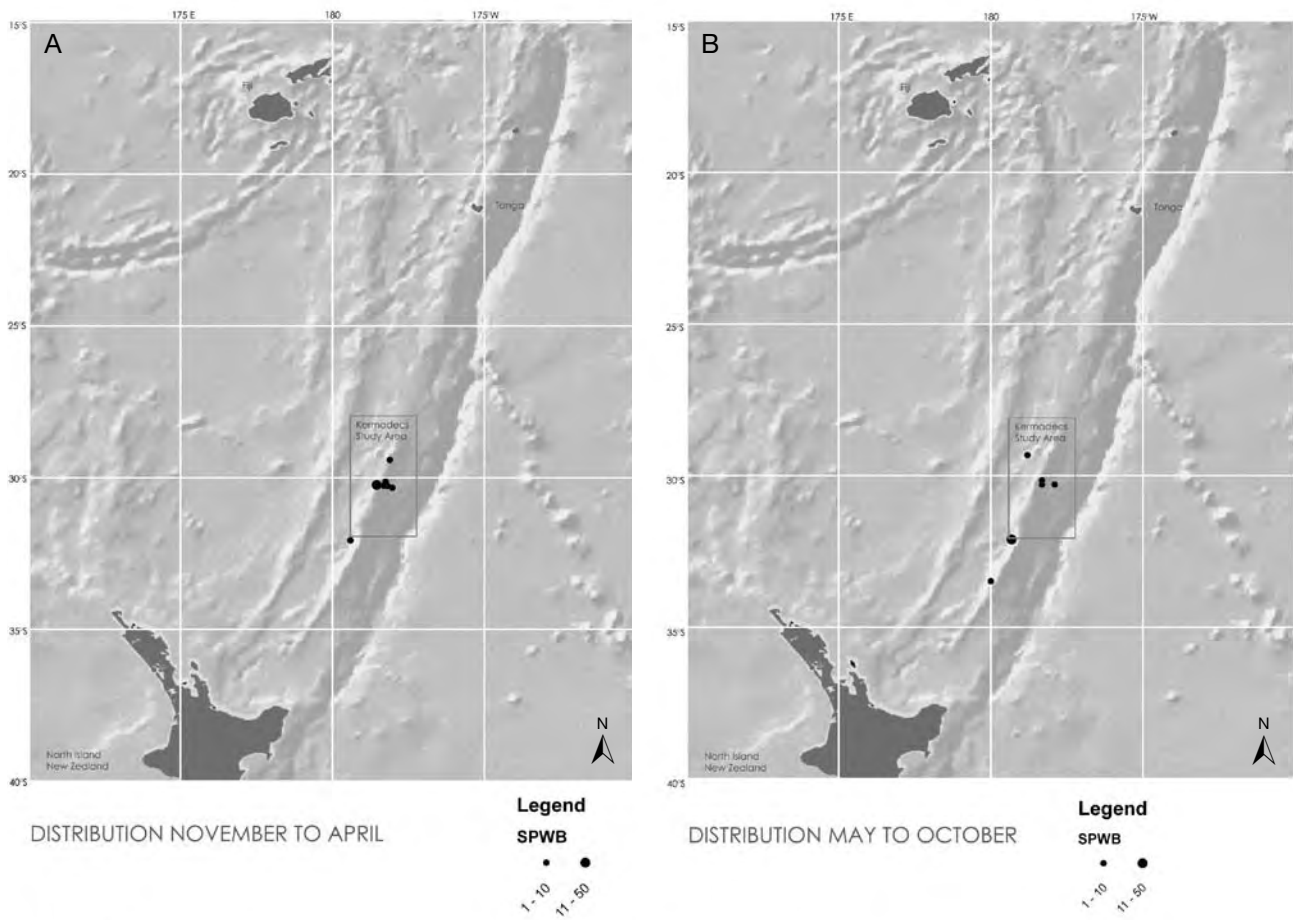 175 E 180 175°W
15°S
A
Fiji
20°S
Tonga
25°S
Kermadecs
Study Area
30°S
35°S
North Island
New Zealand
N
40°S
DISTRIBUTION NOVEMBER TO APRIL
Legend
SPWB
1 - 10
11 - 50
175 E 180 175°W
15°S
B
Fiji
20°S
Tonga
25°S
Kermadecs
Study Area
30°S
35°S
North Island
New Zealand
N
40°S
DISTRIBUTION MAY TO OCTOBER
Legend
SPWB
1 - 10
11 - 50